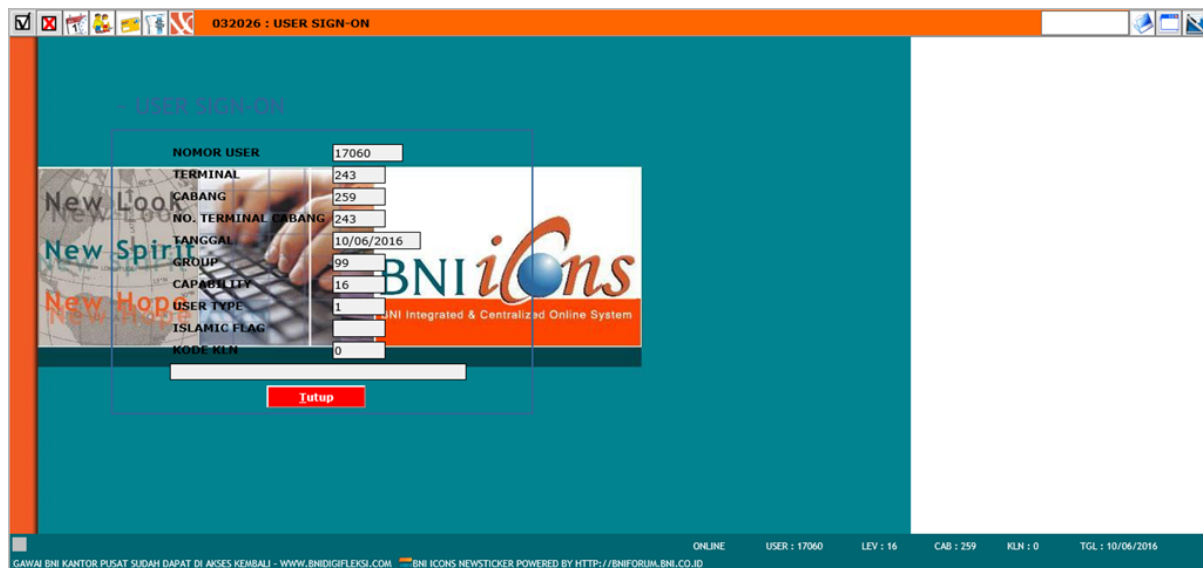 032026 : USER SIGN-ON
- USER SIGN-ON
NOMOR USER 17060
TERMINAL 243
CABANG 259
NO. TERMINAL CABANG 243
TANGGAL 10/06/2016
GROUP 99
CAPABILITY 16
USER TYPE 1
ISLAMIC FLAG
KODE KLN 0
New Look
New Spirit
New Hope
BNI icons
BNI Integrated & Centralized Online System
Tutup
ONLINE USER : 17060 LEV : 16 CAB : 259 KLN : 0 TGL : 10/06/2016
GAWAI BNI KANTOR PUSAT SUDAH DAPAT DI AKSES KEMBALI - WWW.BNIDIGIFLEKSI.COM BNI ICONS NEWSTICKER POWERED BY HTTP://BNIFORUM.BNI.CO.ID